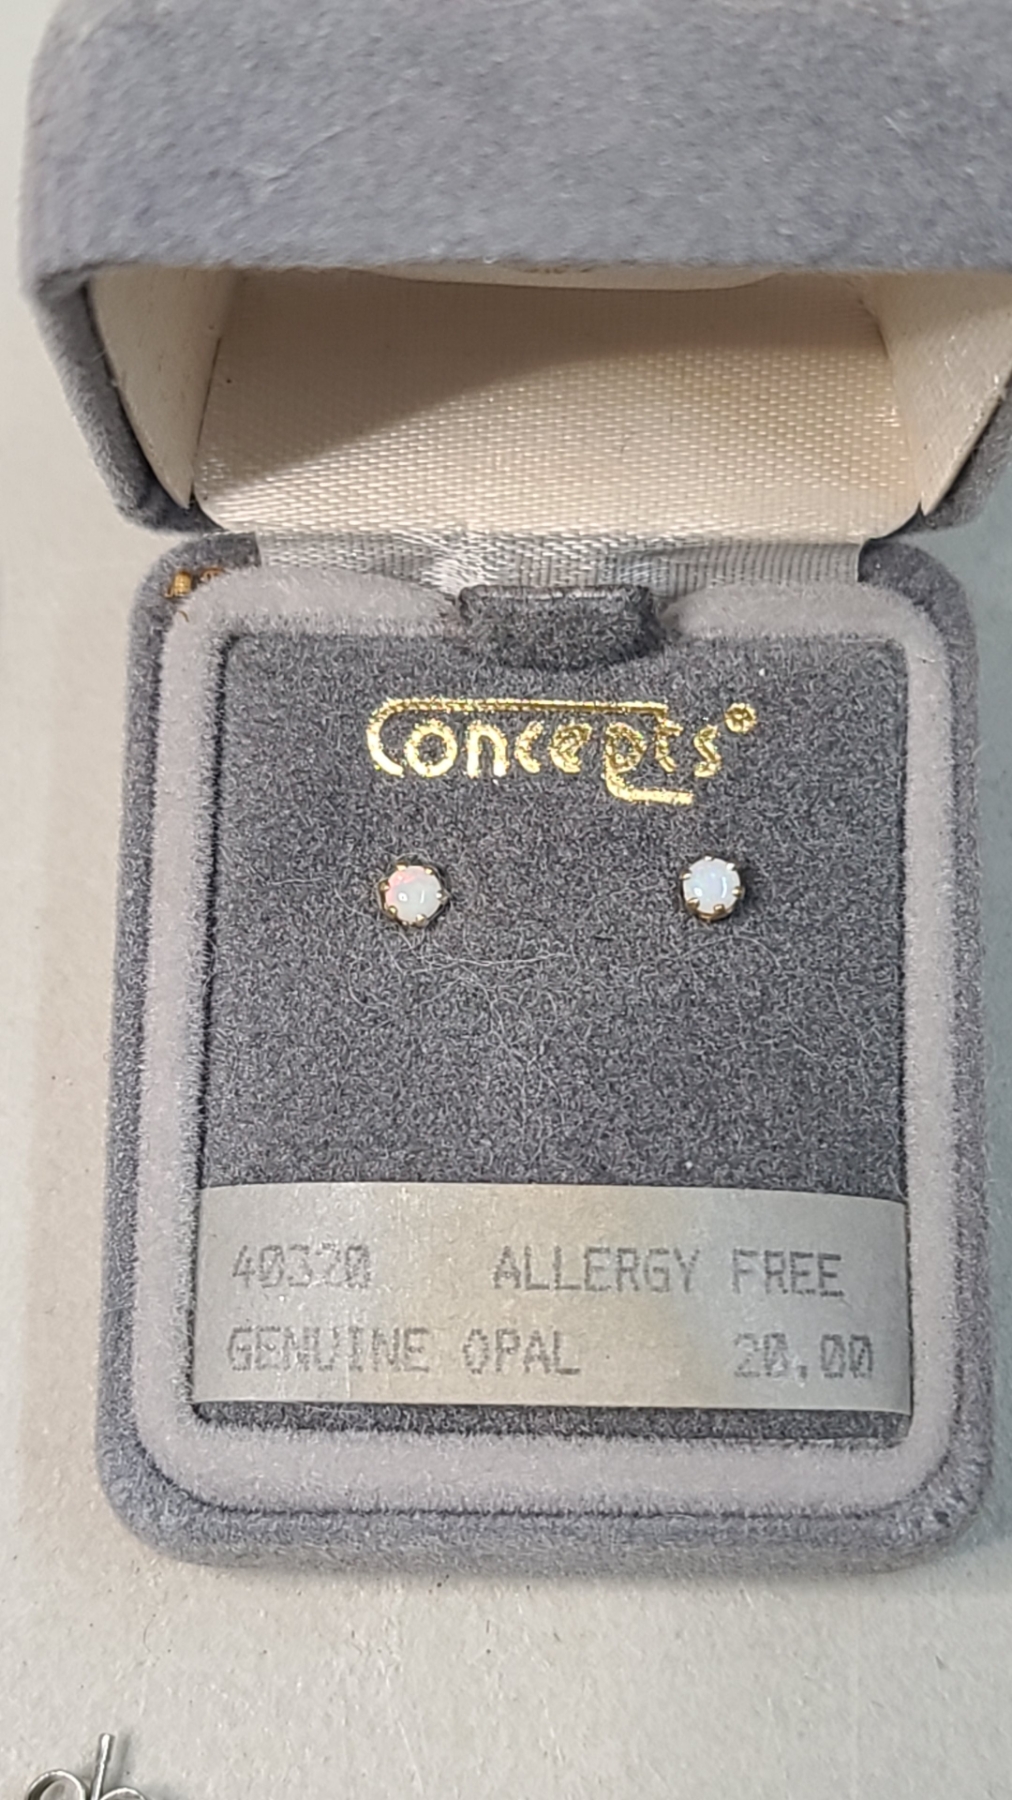 Concepts®
40320 ALLERGY FREE
GENUINE OPAL 20.00